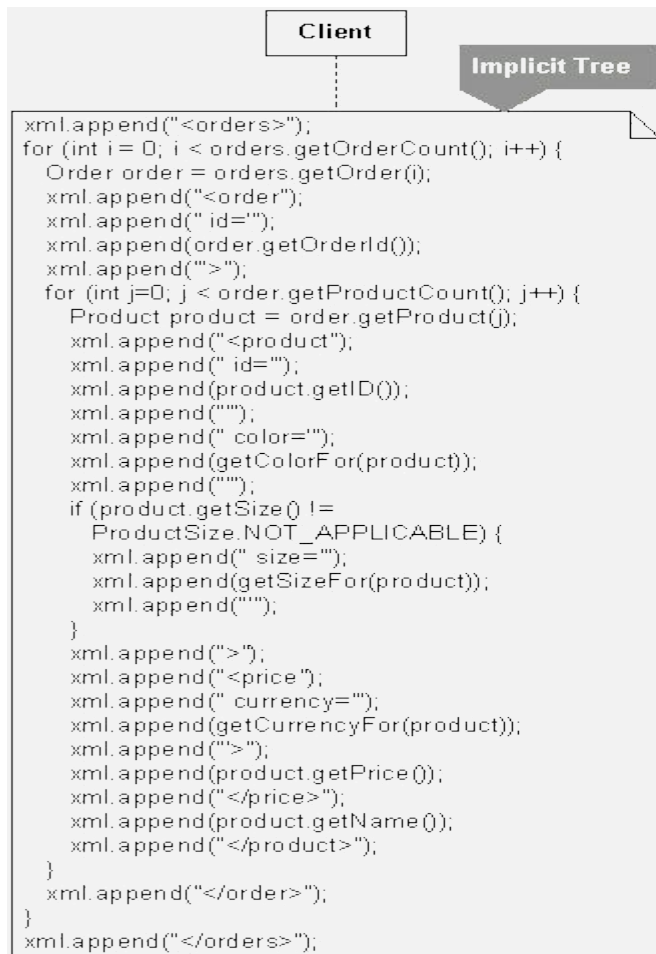 Client
Implicit Tree
xml.append("<orders>");
for (int i = 0; i < orders.getOrderCount(); i++) {
Order order = orders.getOrder(i);
xml.append("<order");
xml.append(" id='");
xml.append(order.getOrderId());
xml.append("'>");
for (int j=0; j < order.getProductCount(); j++) {
Product product = order.getProduct(j);
xml.append("<product");
xml.append(" id='");
xml.append(product.getID());
xml.append("'");
xml.append(" color='");
xml.append(getColorFor(product));
xml.append("'");
if (product.getSize() !=
ProductSize.NOT_APPLICABLE) {
xml.append(" size='");
xml.append(getSizeFor(product));
xml.append("'");
}
xml.append(">");
xml.append("<price");
xml.append(" currency='");
xml.append(getCurrencyFor(product));
xml.append("'>");
xml.append(product.getPrice());
xml.append("</price>");
xml.append(product.getName());
xml.append("</product>");
}
xml.append("</order>");
}
xml.append("</orders>");